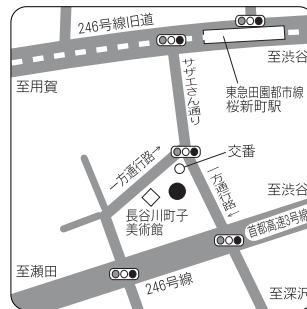 246号線旧道
至渋谷
至用賀
サザエさん通り
東急田園都市線
桜新町駅
交番
一方通行路→
一方通行路→
至渋谷
長谷川町子
美術館
首都高速3号線
至瀬田
246号線
至深沢